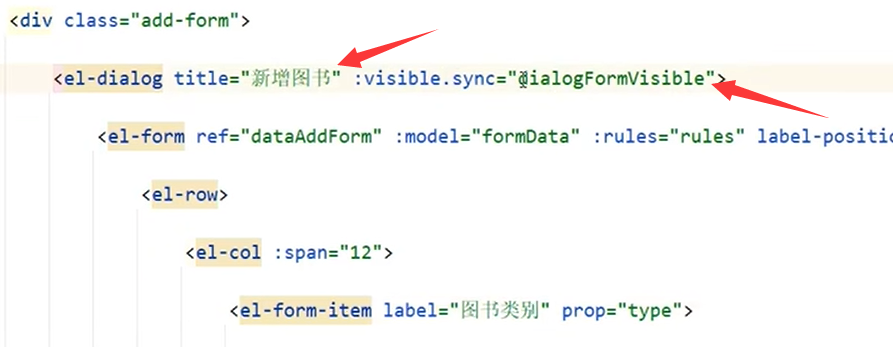 <div class="add-form">
<el-dialog title="新增图书" :visible.sync="dialogFormVisible">
<el-form ref="dataAddForm" :model="formData" :rules="rules" label-positio
<el-row>
<el-col :span="12">
<el-form-item label="图书类别" prop="type">